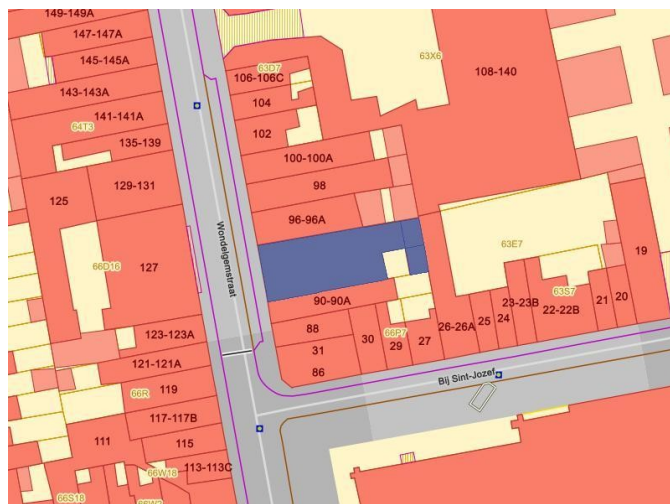 149-149A
147-147A
145-145A
143-143A
141-141A
64T3
135-139
125
129-131
127
66D16
123-123A
121-121A
66R
119
117-117B
115
111
113-113C
66W18
66S18
63D7
106-106C
104
102
100-100A
98
96-96A
90-90A
88
31
86
30
29
66P7
27
26-26A
25
24
23-23B
22-22B
63S7
21
20
19
63E7
63X6
108-140
Wondelgemstraat
Bij Sint-Jozef